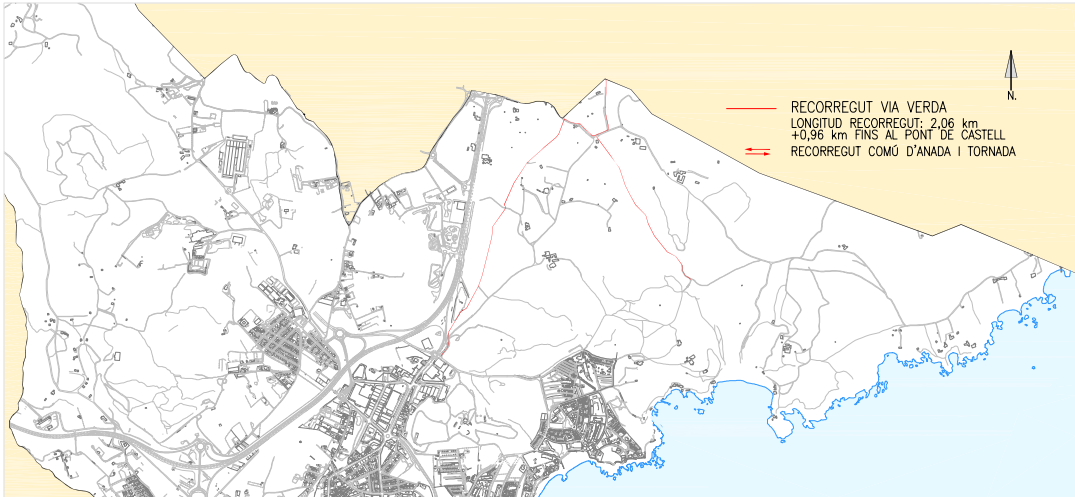 N.
RECORREGUT VIA VERDA
LONGITUD RECORREGUT: 2,06 km
+0,96 km FINS AL PONT DE CASTELL
RECORREGUT COMÚ D'ANADA I TORNADA